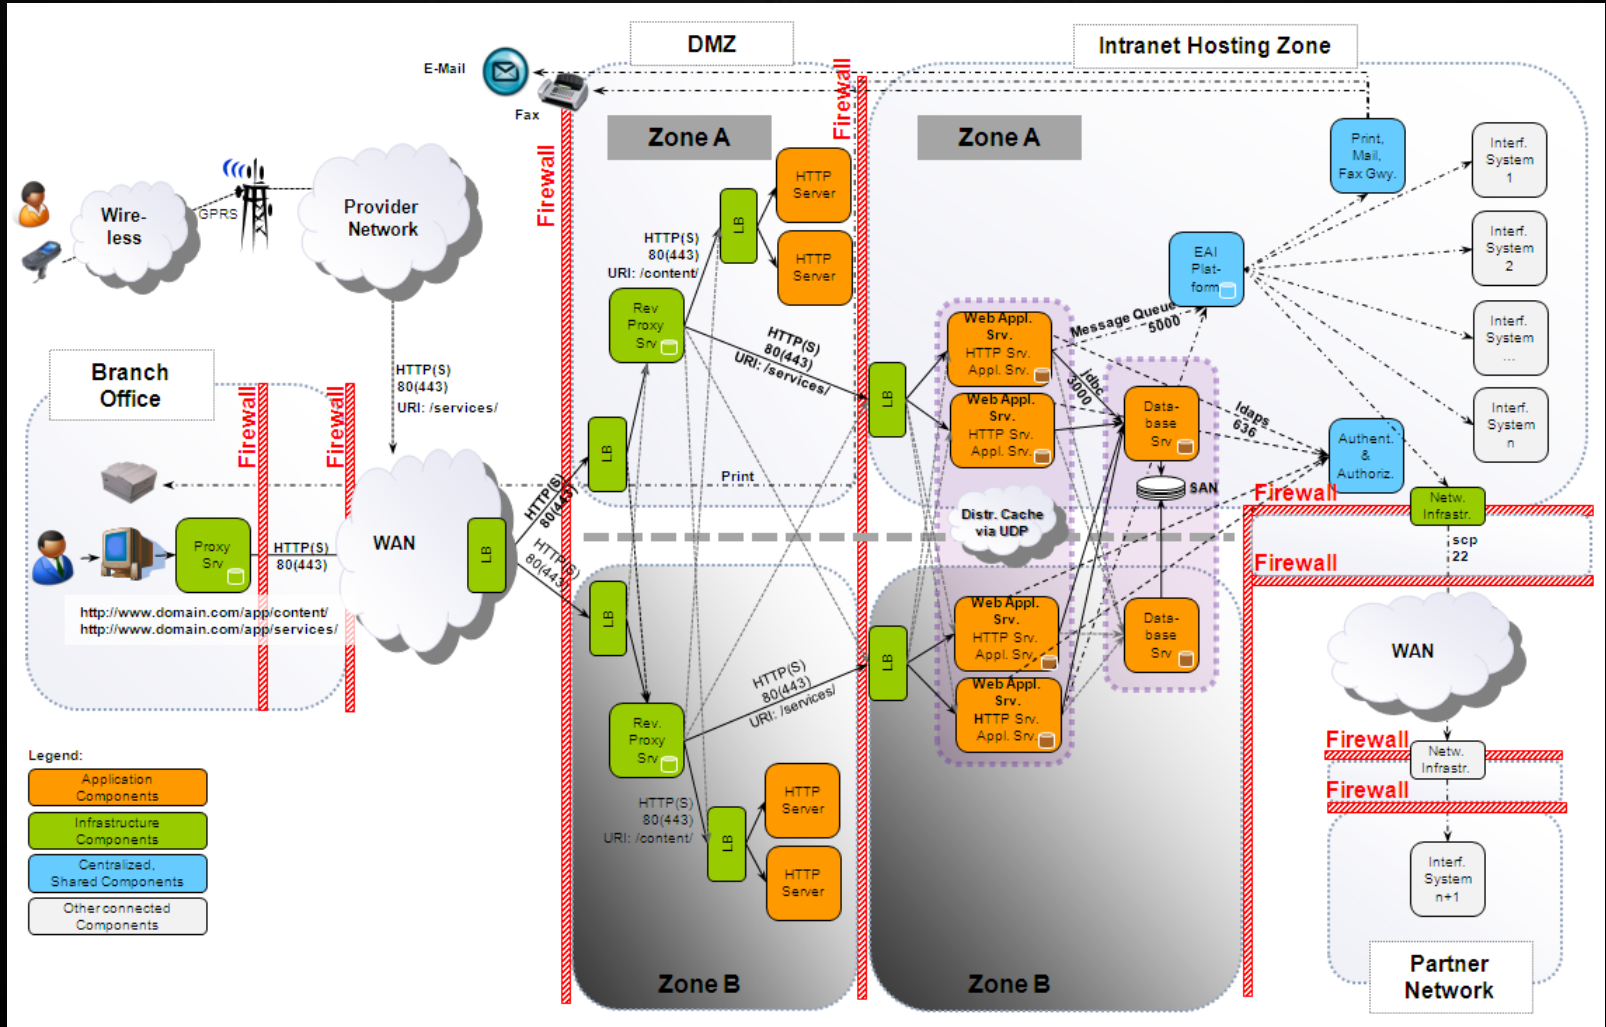 DMZ
Intranet Hosting Zone
E-Mail
Fax
Firewall
Firewall
Zone A
Zone A
HTTP
Server
HTTP
Server
LB
HTTP(S)
80(443)
URI: /content/
Rev
Proxy
Srv
HTTP(S)
80(443)
URI: /services/
LB
LB
Print
Wire-
less
GPRS
Provider
Network
HTTP(S)
80(443)
URI: /services/
Branch
Office
Firewall
Firewall
Proxy
Srv
HTTP(S)
80(443)
http://www.domain.com/app/content/
http://www.domain.com/app/services/
WAN
LB
HTTP(S)
80(443)
HTTP(S)
80(443)
Print,
Mail,
Fax Gwy.
Interf.
System
1
Interf.
System
2
Interf.
System
...
Interf.
System
n
EAI
Plat-
form
Message Queue
5000
Web Appl.
Srv.
HTTP Srv.
Appl. Srv.
Web Appl.
Srv.
HTTP Srv.
Appl. Srv.
jdbc
3000
Data-
base
Srv
ldaps
636
Authent.
&
Authoriz.
SAN
Distr. Cache
via UDP
Firewall
Netw.
Infrastr.
scp
22
Firewall
LB
Rev.
Proxy
Srv
HTTP(S)
80(443)
URI: /services/
HTTP(S)
80(443)
URI: /content/
LB
HTTP
Server
HTTP
Server
Zone B
LB
Web Appl.
Srv.
HTTP Srv.
Appl. Srv.
Web Appl.
Srv.
HTTP Srv.
Appl. Srv.
Data-
base
Srv
Zone B
WAN
Firewall
Netw.
Infrastr.
Firewall
Interf.
System
n+1
Partner
Network
Legend:
Application
Components
Infrastructure
Components
Centralized,
Shared Components
Other connected
Components